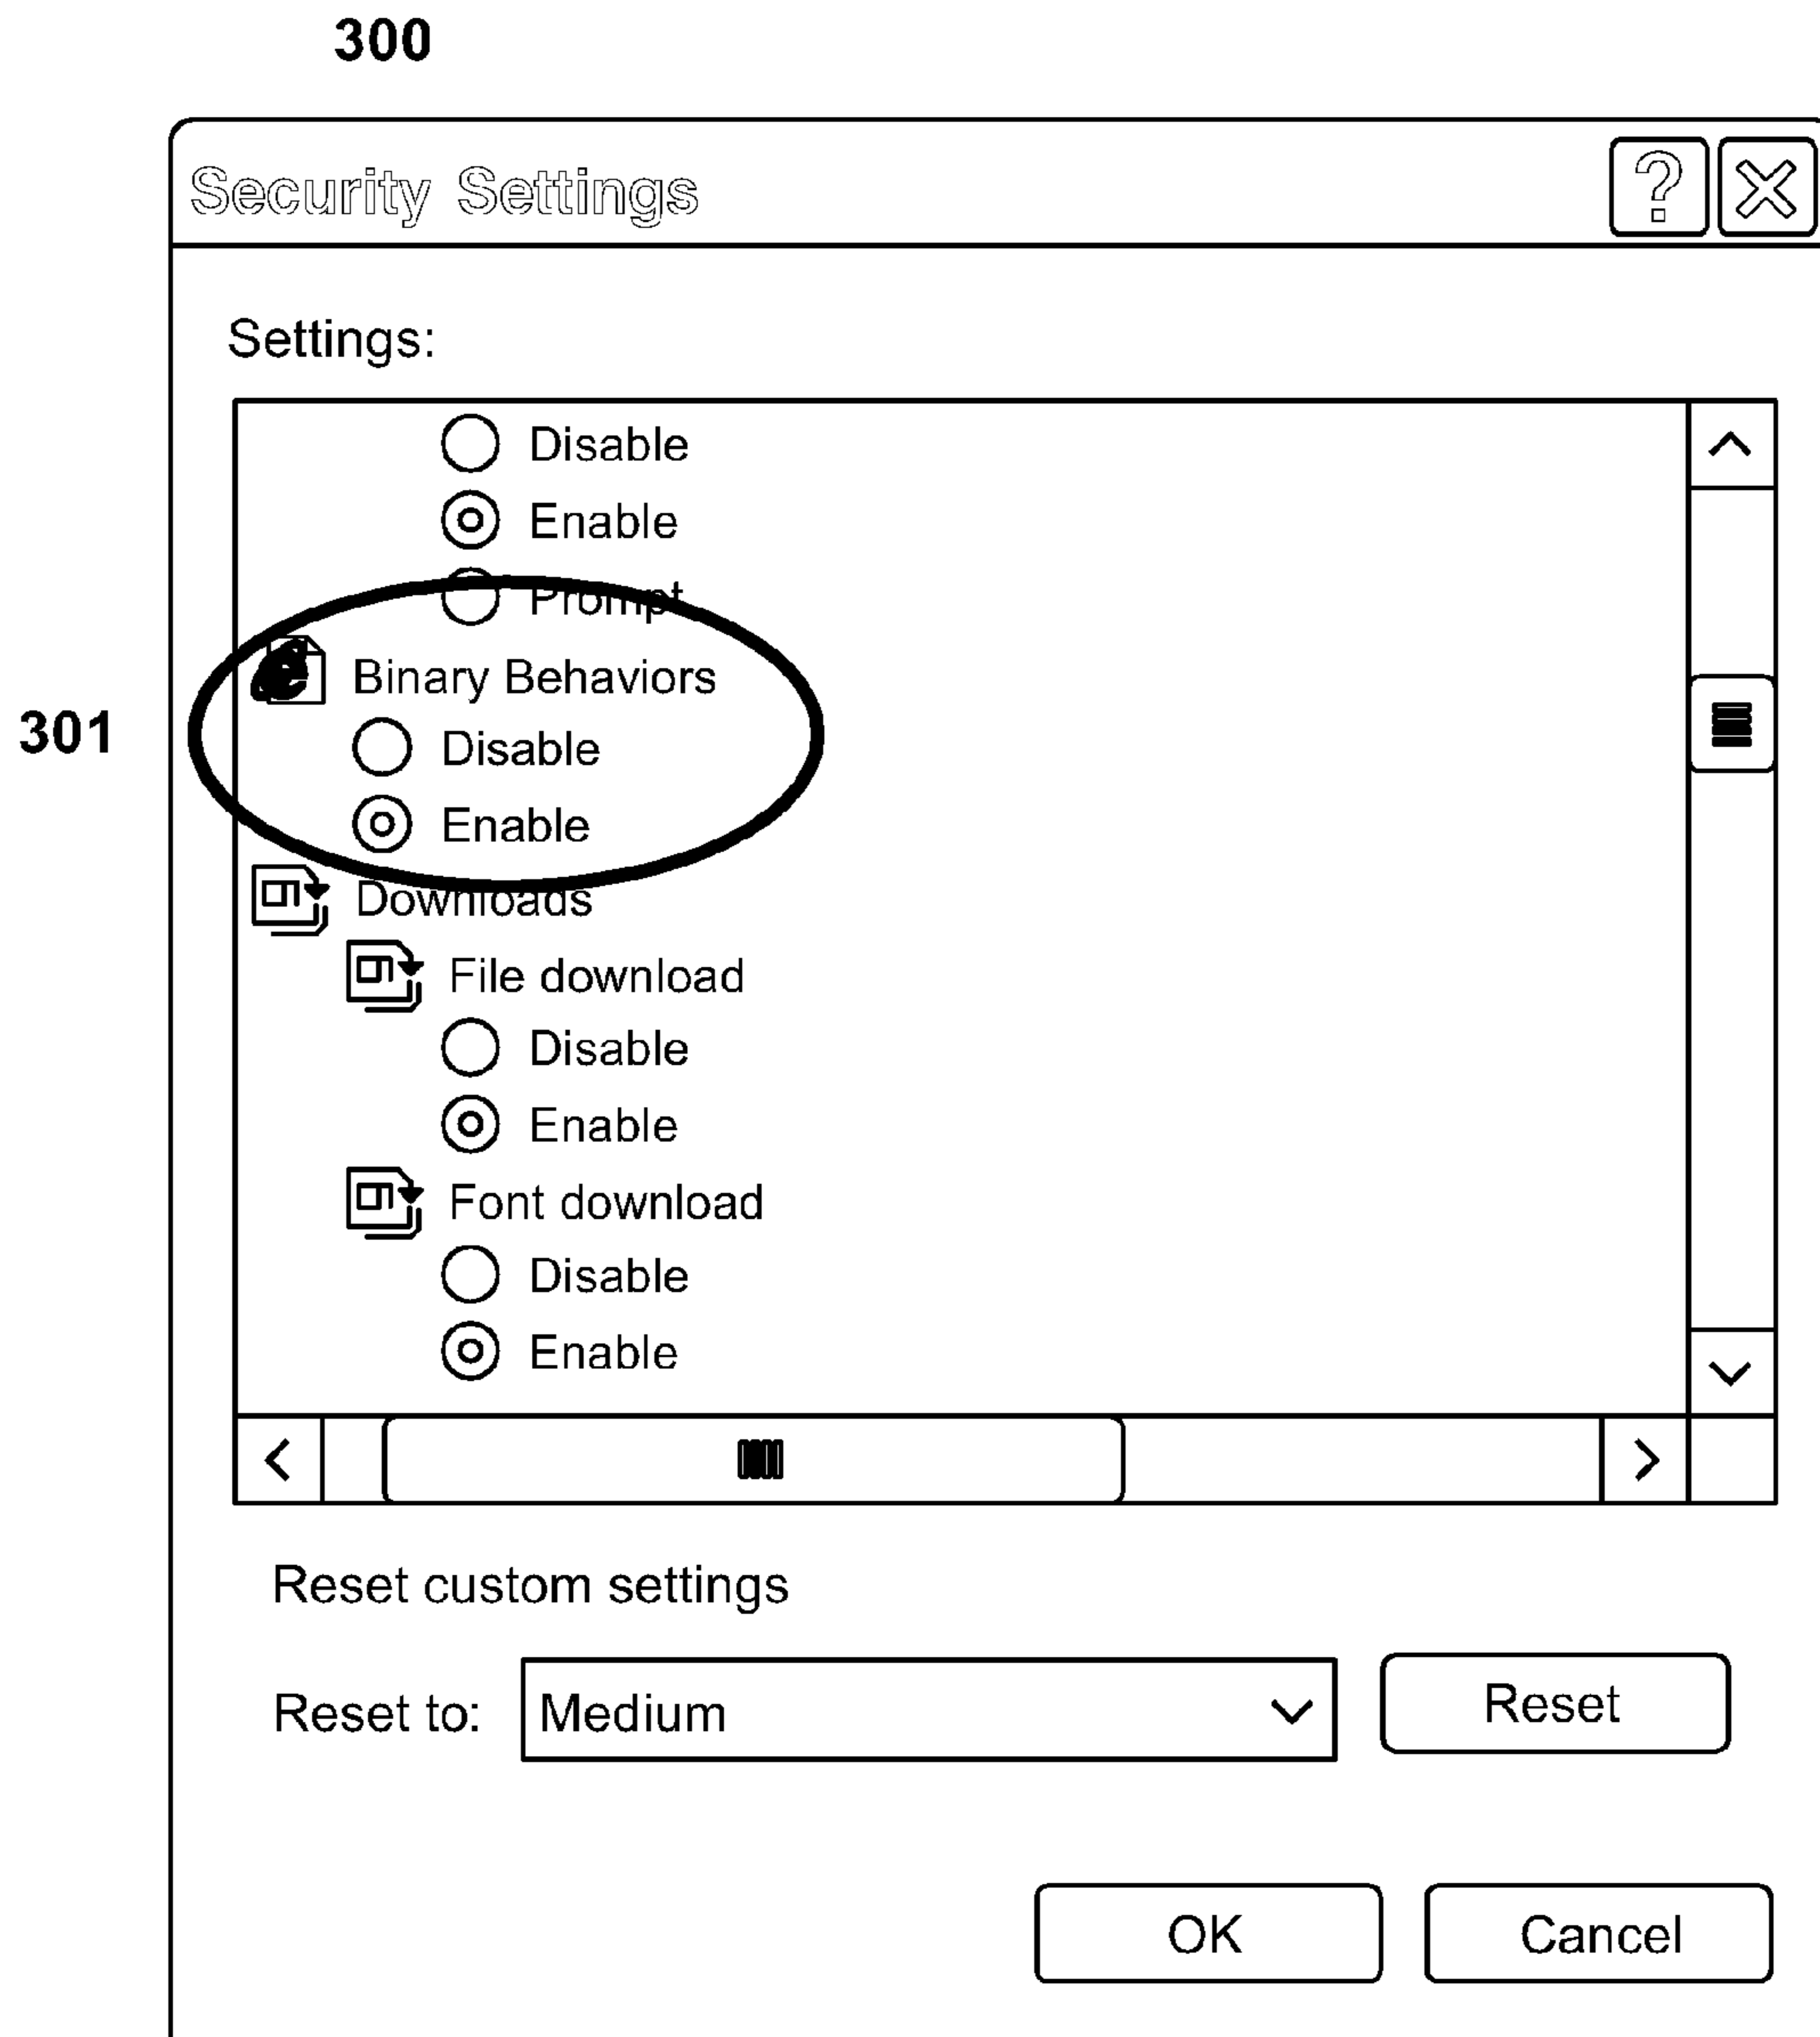 300
Security Settings
Settings:
Disable
Enable
Prompt
Binary Behaviors
301
Disable
Enable
Downloads
File download
Disable
Enable
Font download
Disable
Enable
Reset custom settings
Reset to: Medium Reset
OK Cancel